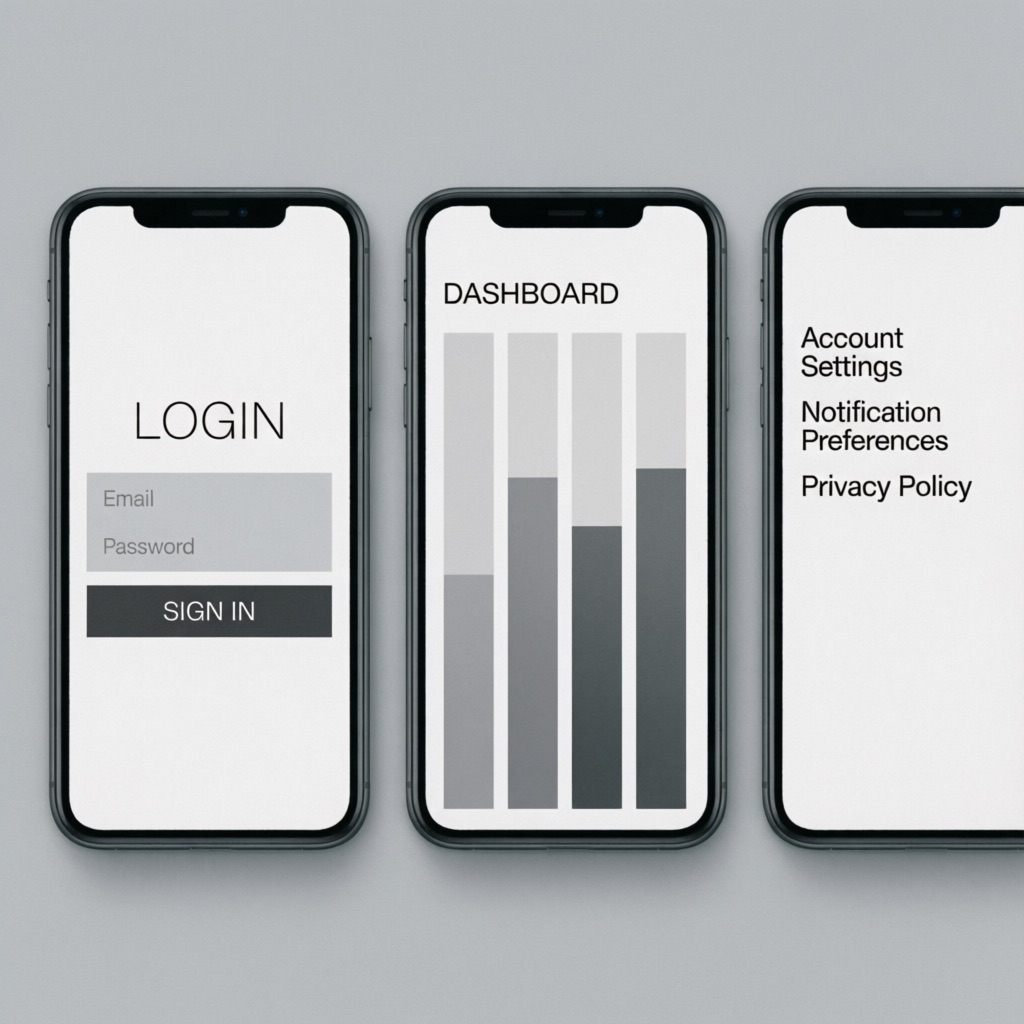 LOGIN
Email
Password
SIGN IN
DASHBOARD
Account
Settings
Notification
Preferences
Privacy Policy